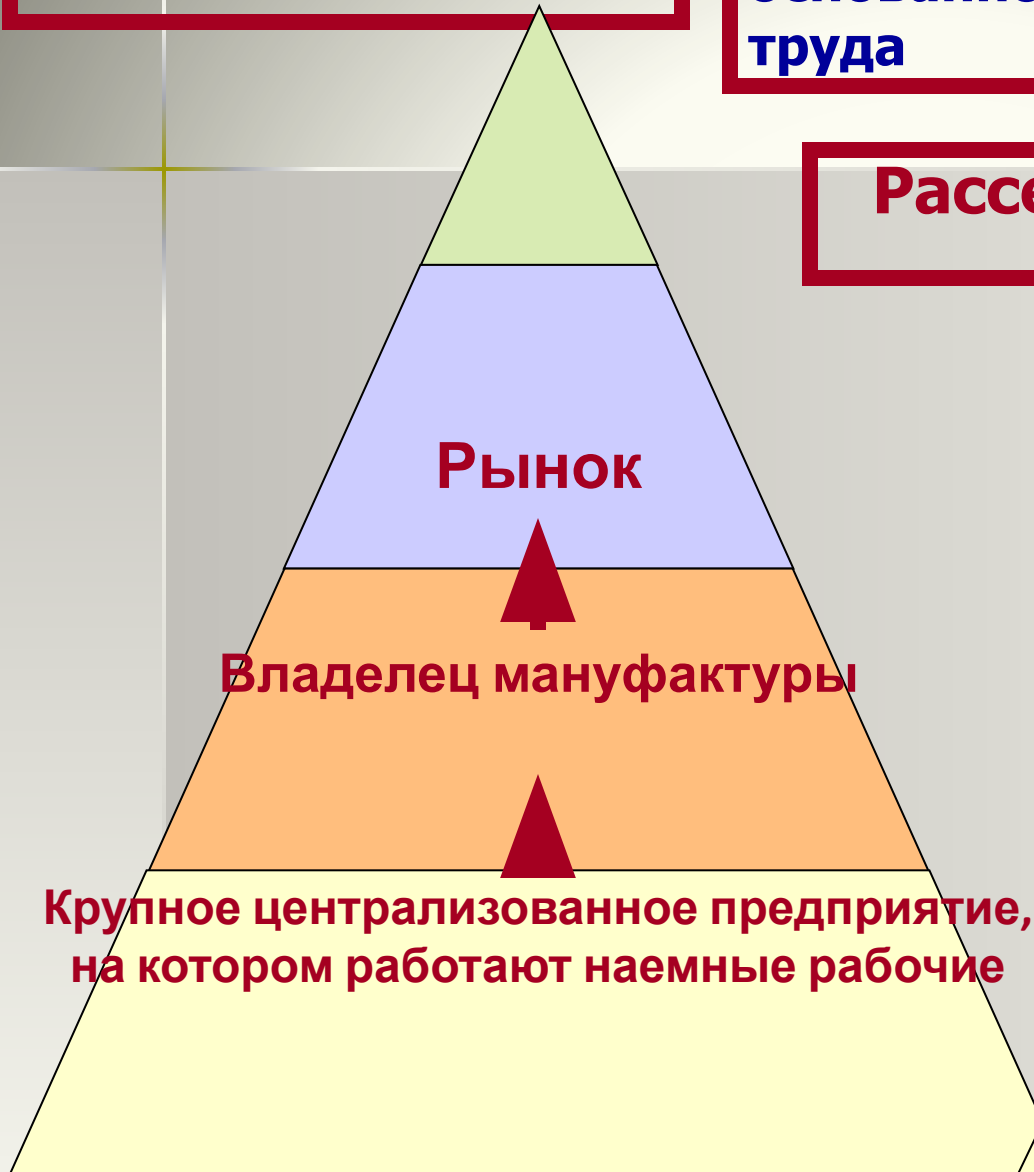 труда
Рынок
Владелец мануфактуры
Крупное централизованное предприятие,
на котором работают наемные рабочие